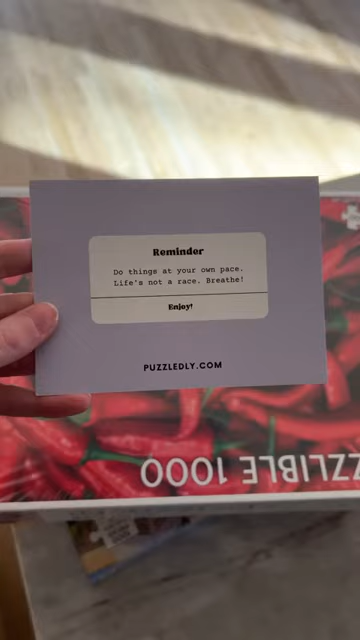 Reminder
Do things at your own pace.
Life's not a race. Breathe!
Enjoy!
PUZZLEDLY.COM
ZZLIBLE 1000